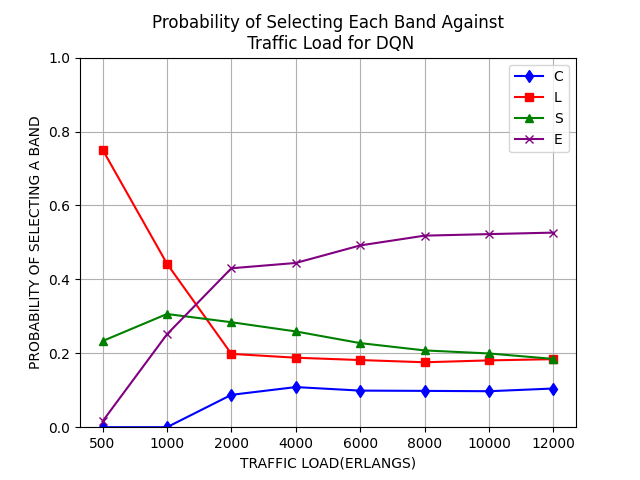 Probability of Selecting Each Band Against
Traffic Load for DQN
PROBABILITY OF SELECTING A BAND
1.0
0.8
0.6
0.4
0.2
0.0
C
L
S
E
500 1000 2000 4000 6000 8000 10000 12000
TRAFFIC LOAD(ERLANGS)